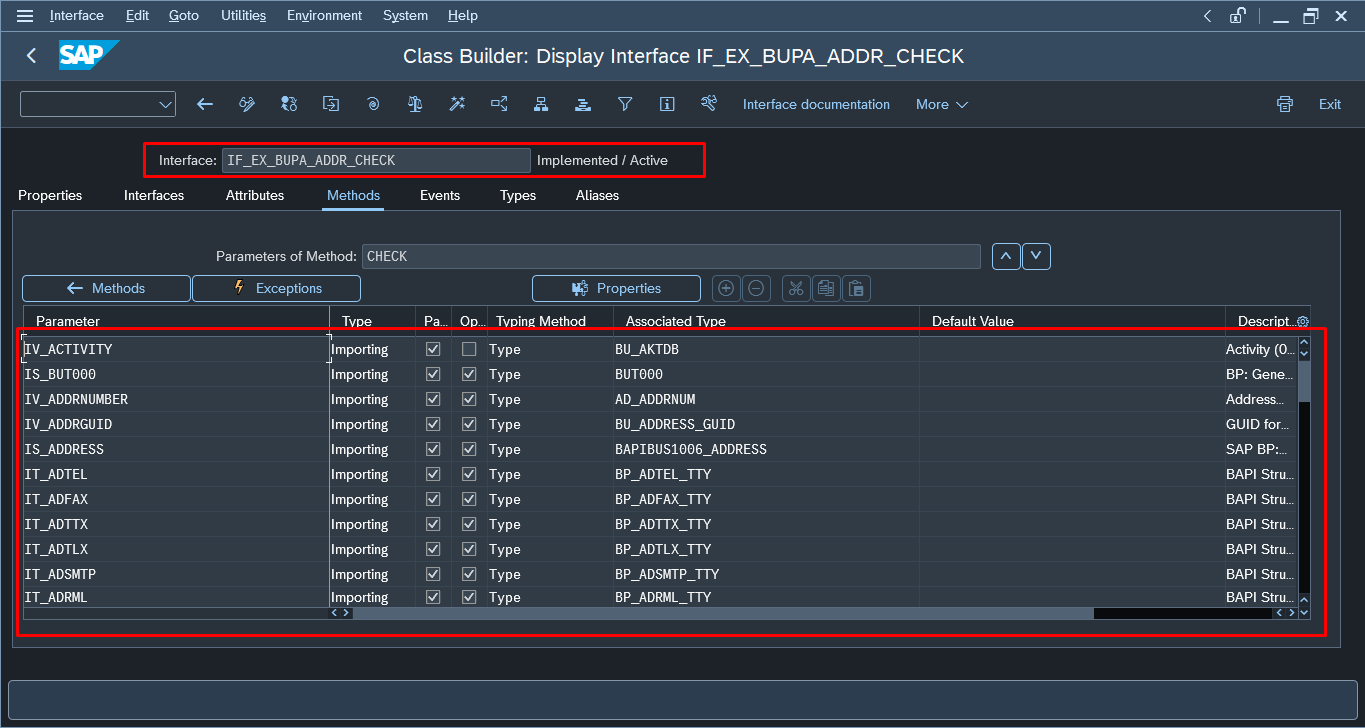 Interface Edit Goto Utilities Environment System Help
SAP Class Builder: Display Interface IF_EX_BUPA_ADDR_CHECK
Interface documentation More Exit
Interface: IF_EX_BUPA_ADDR_CHECK Implemented / Active
Properties Interfaces Attributes Methods Events Types Aliases
Parameters of Method: CHECK
Methods Exceptions Properties
Parameter Type Pa... Op... Typing Method Associated Type Default Value Descript...
IV_ACTIVITY Importing Type BU_AKTDB Activity (0...
IS_BUT000 Importing Type BUT000 BP: Gene...
IV_ADDRNUMBER Importing Type AD_ADDRNUM Address...
IV_ADDRGUID Importing Type BU_ADDRESS_GUID GUID for...
IS_ADDRESS Importing Type BAPIBUS1006_ADDRESS SAP BP:...
IT_ADTEL Importing Type BP_ADTEL_TTY BAPI Stru...
IT_ADFAX Importing Type BP_ADFAX_TTY BAPI Stru...
IT_ADTTX Importing Type BP_ADTTX_TTY BAPI Stru...
IT_ADTLX Importing Type BP_ADTLX_TTY BAPI Stru...
IT_ADSMTP Importing Type BP_ADSMTP_TTY BAPI Stru...
IT_ADRML Importing Type BP_ADRML_TTY BAPI Stru...